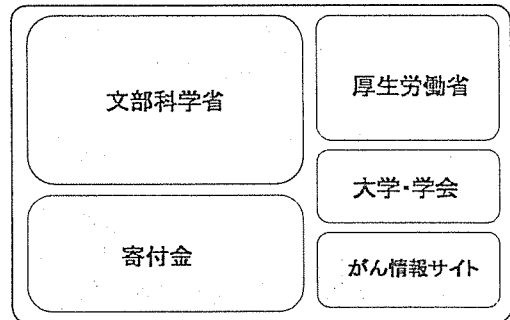 文部科学省
厚生労働省
大学・学会
寄付金
がん情報サイト